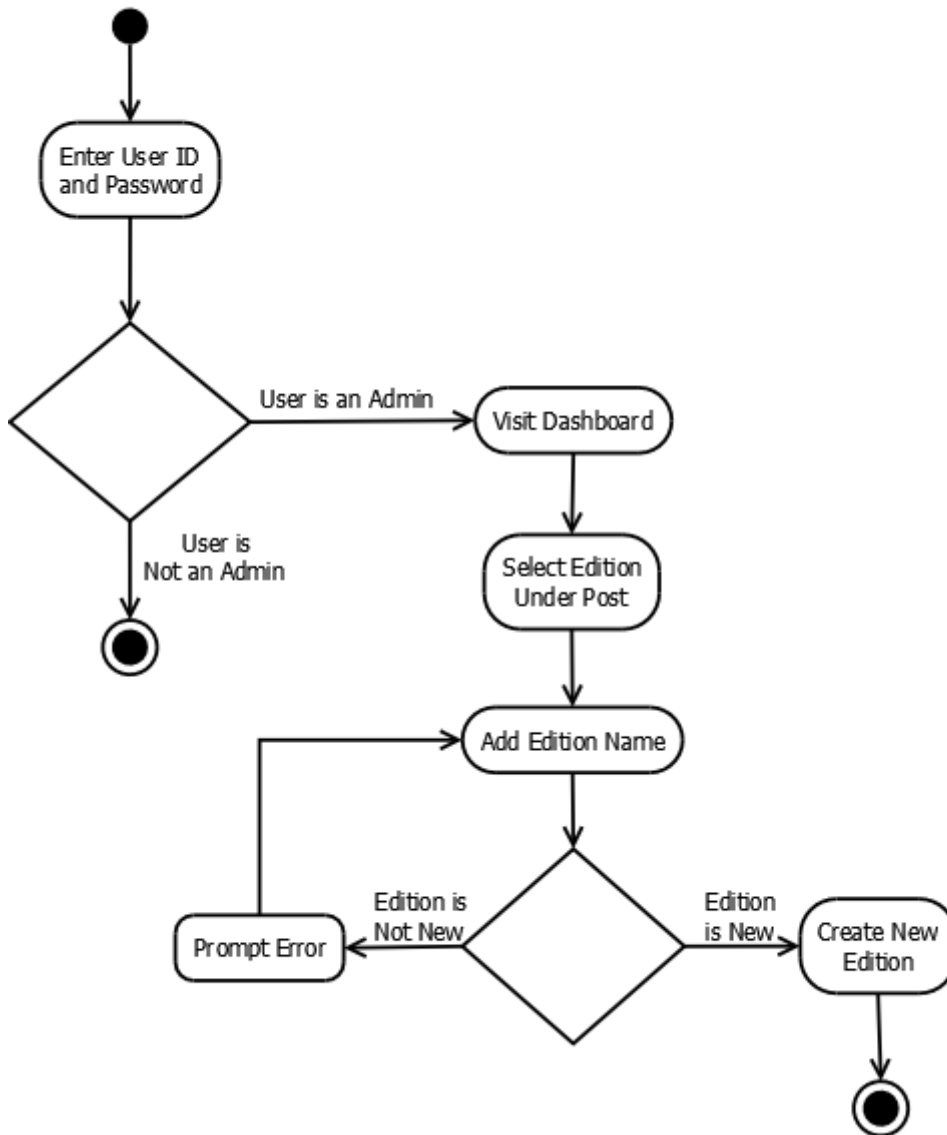 Enter User ID
and Password
User is an Admin
Visit Dashboard
User is
Not an Admin
Select Edition
Under Post
Add Edition Name
Edition is
Not New
Edition
is New
Prompt Error
Create New
Edition